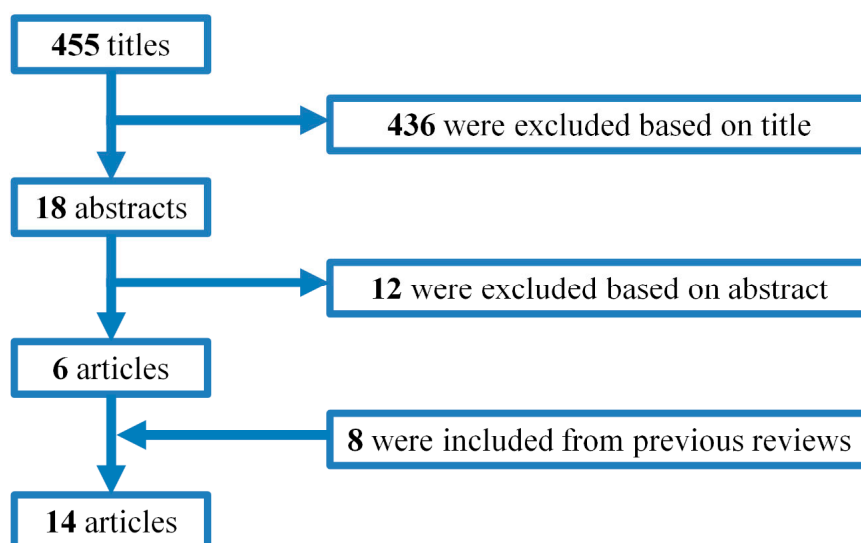 455 titles
436 were excluded based on title
18 abstracts
12 were excluded based on abstract
6 articles
8 were included from previous reviews
14 articles